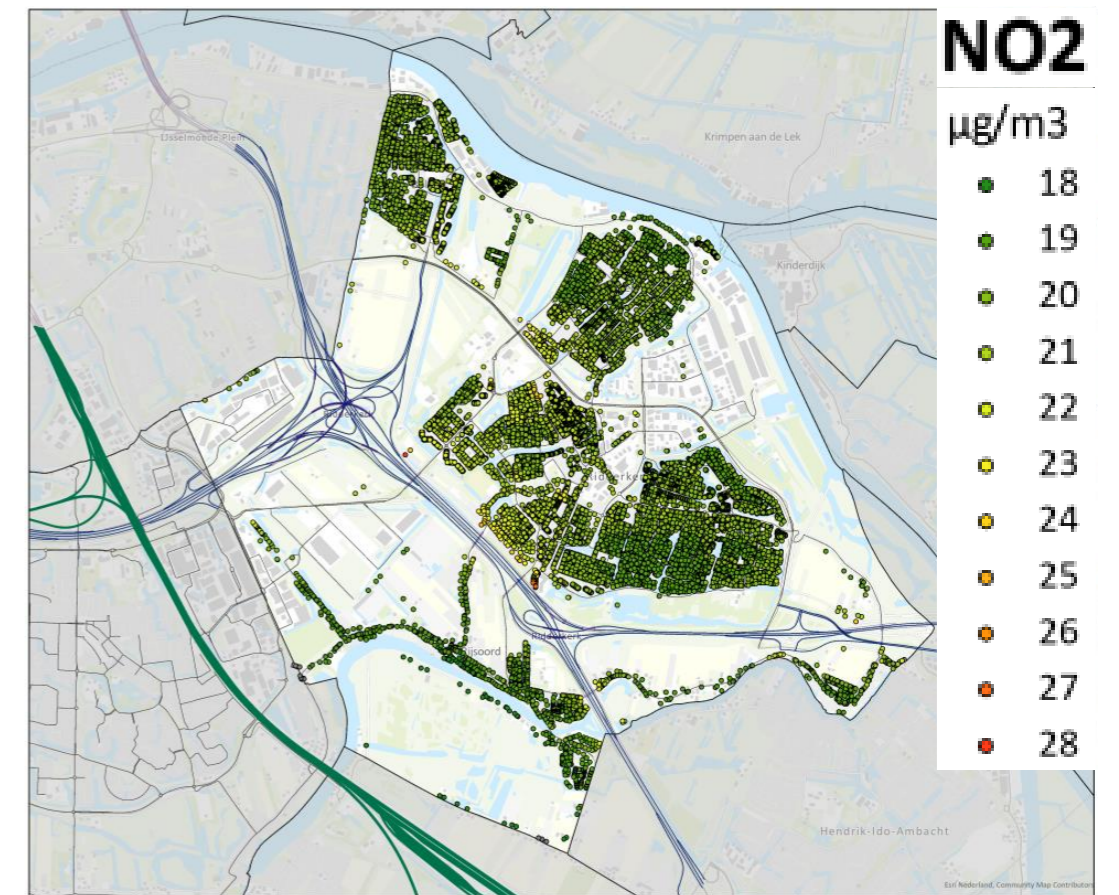 NO2
µg/m3
18
19
20
21
22
23
24
25
26
27
28
IJsselmonde Plein
Krimpen aan de Lek
Kinderdijk
Ridderkerk
Hendrik-Ido-Ambacht
Esri Nederland, Community Map Contributors